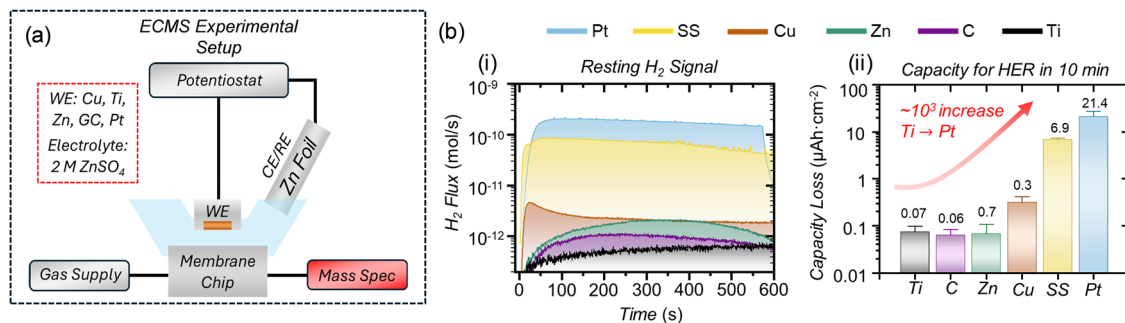 (a)
ECMS Experimental
Setup
Potentiostat
WE: Cu, Ti,
Zn, GC, Pt
Electrolyte:
2 M ZnSO₄
CE/RE
Zn Foil
WE
Gas Supply
Membrane
Chip
Mass Spec
(b)
Pt SS Cu Zn C Ti
(i)
Resting H₂ Signal
H₂ Flux (mol/s)
10⁻⁹
10⁻¹⁰
10⁻¹¹
10⁻¹²
0 100 200 300 400 500 600
Time (s)
(ii)
Capacity for HER in 10 min
Capacity Loss (μAh·cm⁻²)
100
10
1
0.1
0.01
~10³ increase
Ti → Pt
0.07 0.06 0.7 0.3 6.9 21.4
Ti C Zn Cu SS Pt